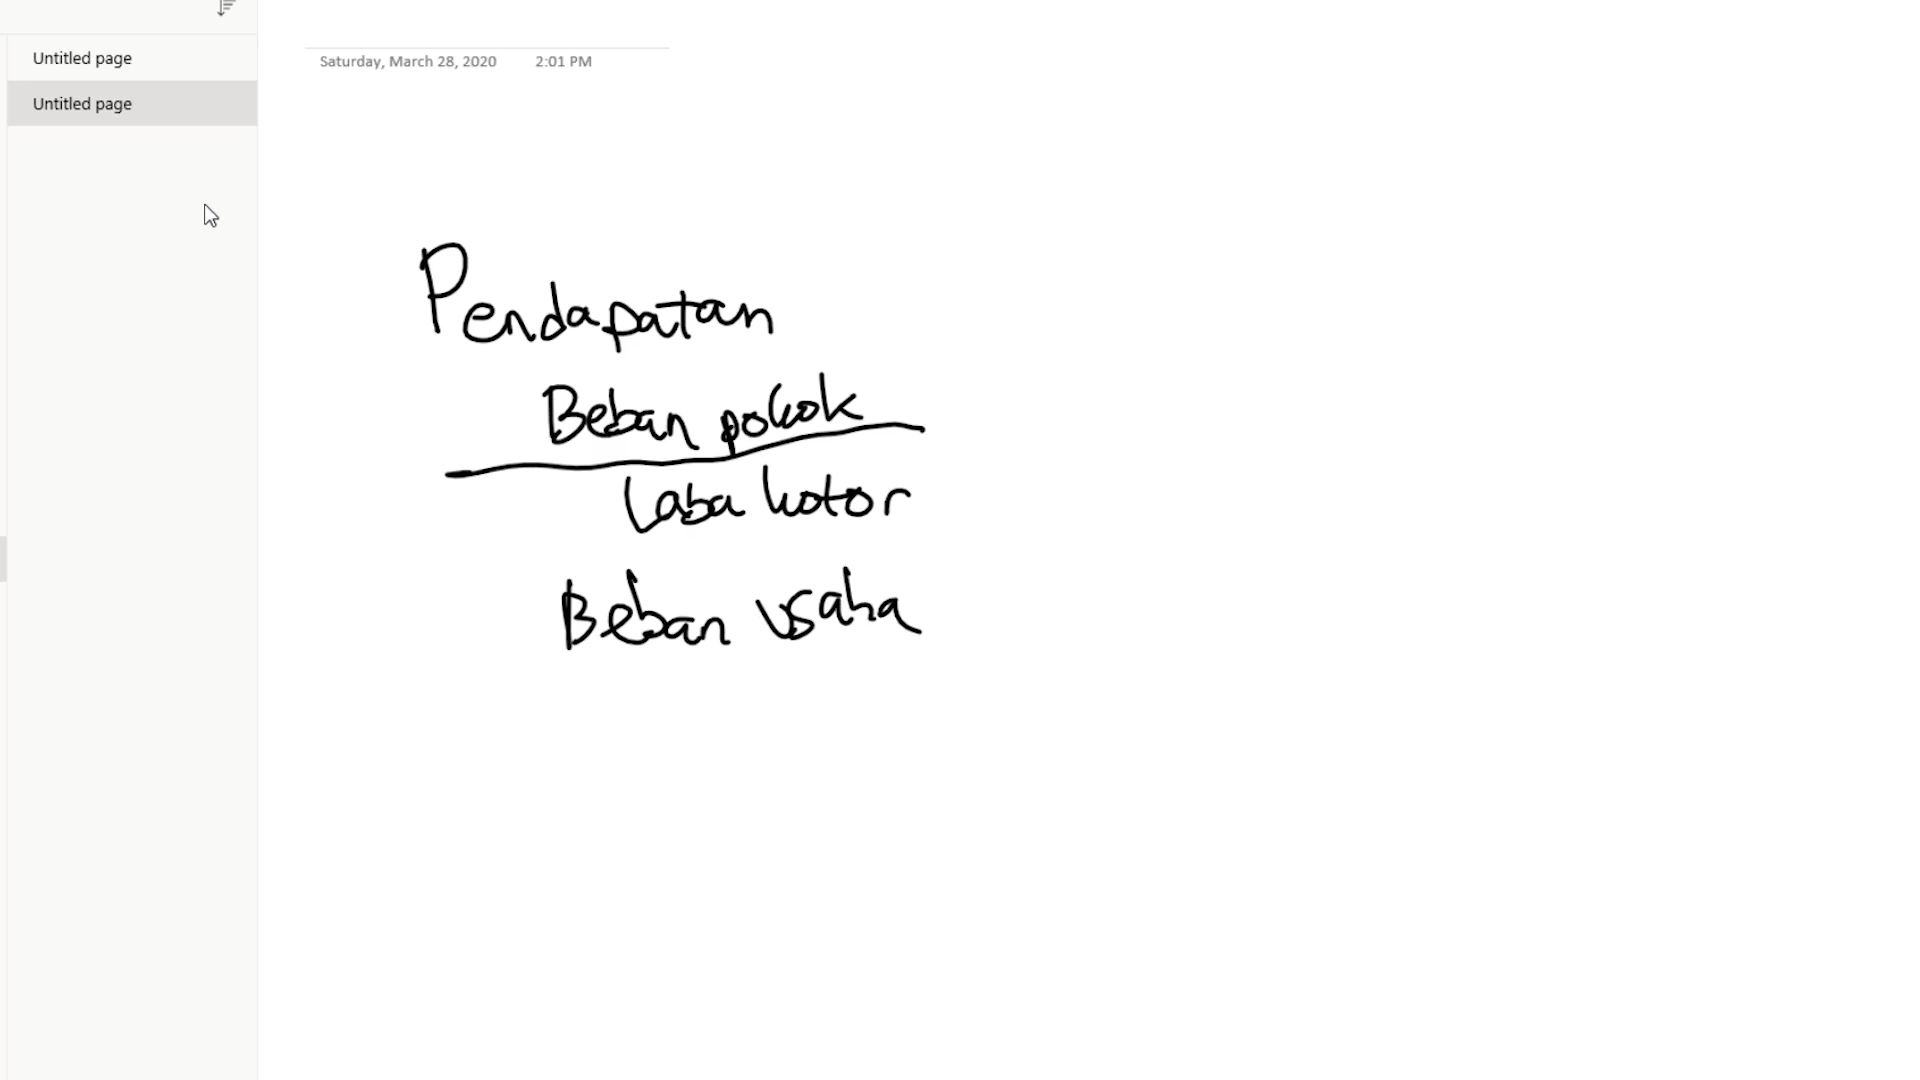 Untitled page
Untitled page
Saturday, March 28, 2020 2:01 PM
Pendapatan
Beban pokok
Laba kotor
Beban usaha